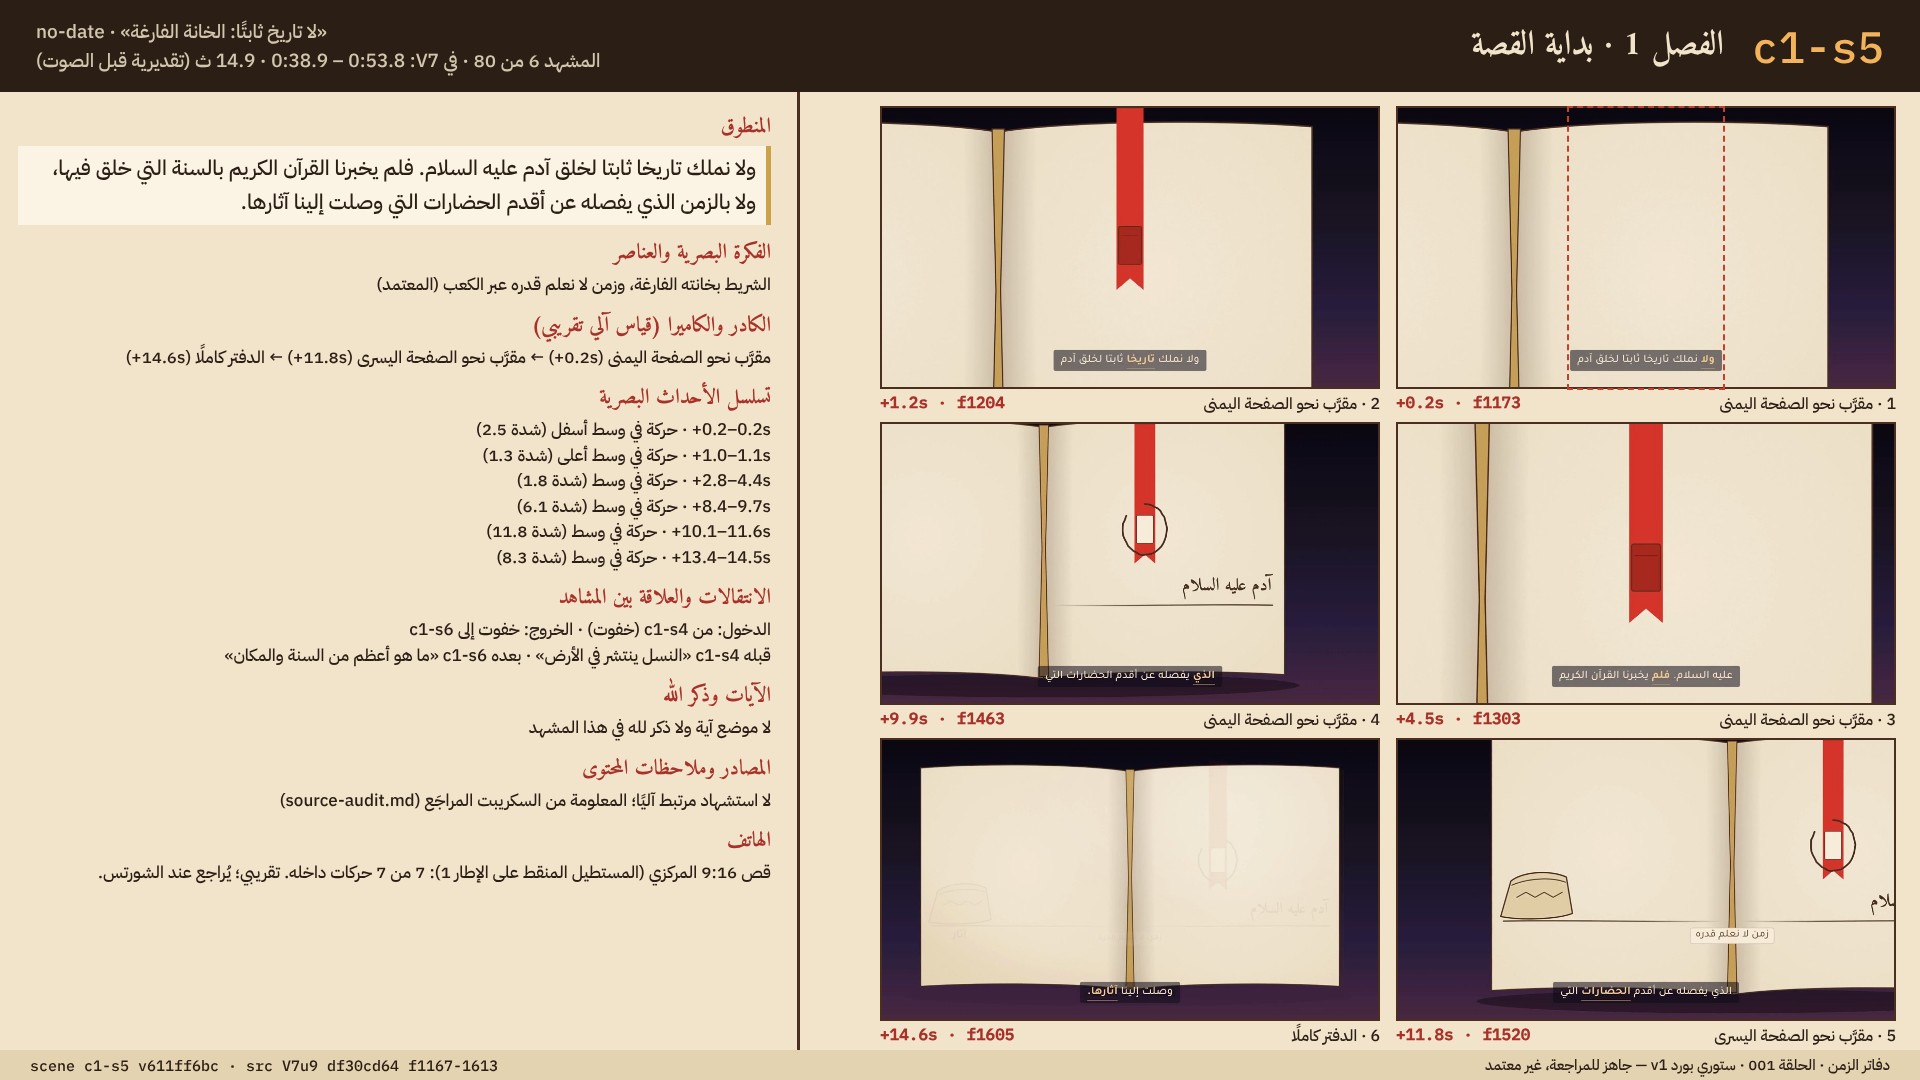 c1-s5
الفصل 1 · بداية القصة
«لا تاريخ ثابتًا: الخانة الفارغة» · no-date
المشهد 6 من 80 · في V7: 0:38.9 – 0:53.8 · 14.9 ث (تقديرية قبل الصوت)
ولا نملك تاريخا ثابتا لخلق آدم
1 · مقرَّب نحو الصفحة اليمنى
+0.2s · f1173
ولا نملك تاريخا ثابتا لخلق آدم
2 · مقرَّب نحو الصفحة اليمنى
+1.2s · f1204
عليه السلام. فلم يخبرنا القرآن الكريم
3 · مقرَّب نحو الصفحة اليمنى
+4.5s · f1303
آدم عليه السلام
الذي يفصله عن أقدم الحضارات التي
4 · مقرَّب نحو الصفحة اليمنى
+9.9s · f1463
زمن لا نعلم قدره
الذي يفصله عن أقدم الحضارات التي
5 · مقرَّب نحو الصفحة اليسرى
+11.8s · f1520
آدم عليه السلام
وصلت إلينا آثارها.
6 · الدفتر كاملًا
+14.6s · f1605
المنطوق
ولا نملك تاريخا ثابتا لخلق آدم عليه السلام. فلم يخبرنا القرآن الكريم بالسنة التي خلق فيها،
ولا بالزمن الذي يفصله عن أقدم الحضارات التي وصلت إلينا آثارها.
الفكرة البصرية والعناصر
الشريط بخانته الفارغة، وزمن لا نعلم قدره عبر الكعب (المعتمد)
الكادر والكاميرا (قياس آلي تقريبي)
مقرَّب نحو الصفحة اليمنى (+0.2s) ← مقرَّب نحو الصفحة اليسرى (+11.8s) ← الدفتر كاملًا (+14.6s)
تسلسل الأحداث البصرية
+0.2–0.2s · حركة في وسط أسفل (شدة 2.5)
+1.0–1.1s · حركة في وسط أعلى (شدة 1.3)
+2.8–4.4s · حركة في وسط (شدة 1.8)
+8.4–9.7s · حركة في وسط (شدة 6.1)
+10.1–11.6s · حركة في وسط (شدة 11.8)
+13.4–14.5s · حركة في وسط (شدة 8.3)
الانتقالات والعلاقة بين المشاهد
الدخول: من c1-s4 (خفوت) · الخروج: خفوت إلى c1-s6
قبله c1-s4 «النسل ينتشر في الأرض» · بعده c1-s6 «ما هو أعظم من السنة والمكان»
الآيات وذكر الله
لا موضع آية ولا ذكر لله في هذا المشهد
المصادر وملاحظات المحتوى
لا استشهاد مرتبط آليًا؛ المعلومة من السكريبت المراجَع (source-audit.md)
الهاتف
قص 9:16 المركزي (المستطيل المنقط على الإطار 1): 7 من 7 حركات داخله. تقريبي؛ يُراجع عند الشورتس.
دفاتر الزمن · الحلقة 001 · ستوري بورد v1 — جاهز للمراجعة، غير معتمد
scene c1-s5 v611ff6bc · src V7u9 df30cd64 f1167-1613